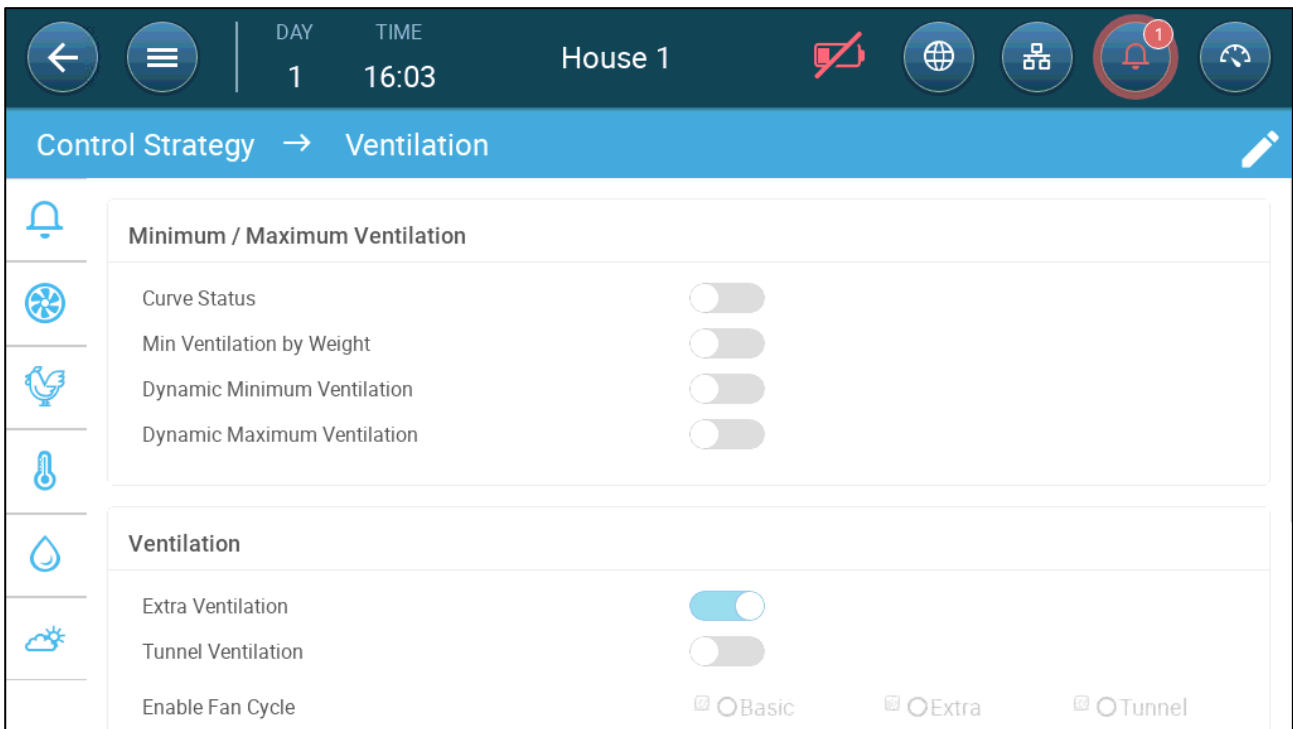 DAY TIME
1 16:03
House 1
1
Control Strategy → Ventilation
Minimum / Maximum Ventilation
Curve Status
Min Ventilation by Weight
Dynamic Minimum Ventilation
Dynamic Maximum Ventilation
Ventilation
Extra Ventilation
Tunnel Ventilation
Enable Fan Cycle Basic Extra Tunnel